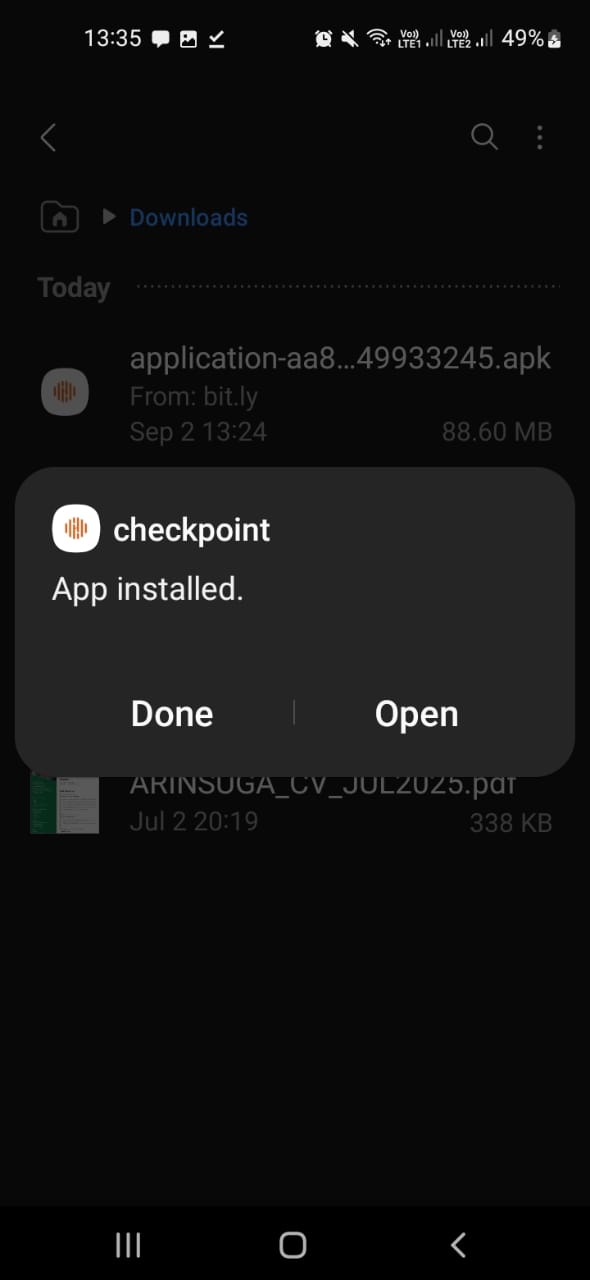 13:35
Vo)) LTE1
Vo)) LTE2
49%
Downloads
Today
application-aa8...49933245.apk
From: bit.ly
Sep 2 13:24
88.60 MB
checkpoint
App installed.
Done
Open
ARINSUGA_CV_JUL2025.pdf
Jul 2 20:19
338 KB